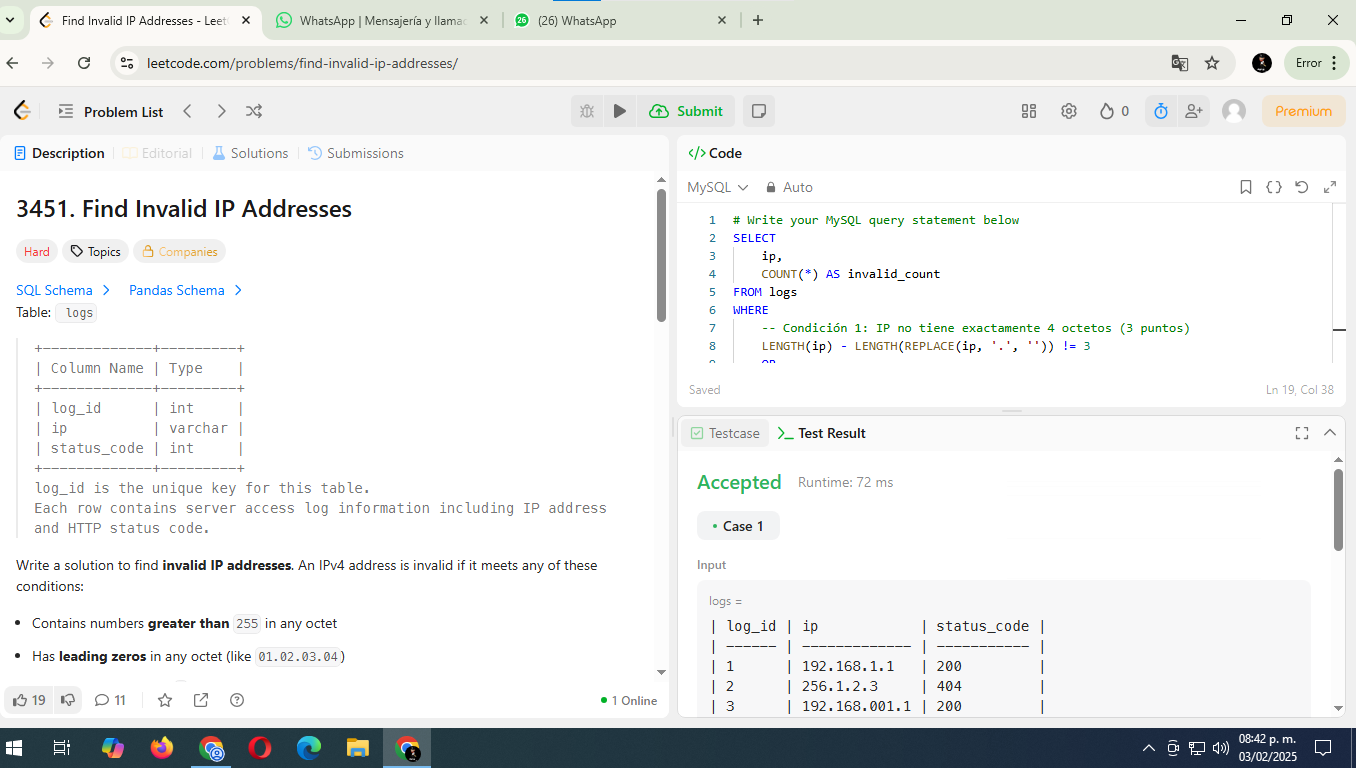 Find Invalid IP Addresses - Leet
WhatsApp | Mensajería y llamad
26
(26) WhatsApp
leetcode.com/problems/find-invalid-ip-addresses/
Error
Problem List
Submit
0
Premium
Description
Editorial
Solutions
Submissions
3451. Find Invalid IP Addresses
Hard
Topics
Companies
SQL Schema
Pandas Schema
Table: logs
+-------------+---------+
| Column Name | Type    |
+-------------+---------+
| log_id      | int     |
| ip          | varchar |
| status_code | int     |
+-------------+---------+
log_id is the unique key for this table.
Each row contains server access log information including IP address
and HTTP status code.
Write a solution to find invalid IP addresses. An IPv4 address is invalid if it meets any of these
conditions:
• Contains numbers greater than 255 in any octet
• Has leading zeros in any octet (like 01.02.03.04)
19
11
1 Online
</> Code
MySQL
Auto
1 # Write your MySQL query statement below
2 SELECT
3 ip,
4 COUNT(*) AS invalid_count
5 FROM logs
6 WHERE
7 -- Condición 1: IP no tiene exactamente 4 octetos (3 puntos)
8 LENGTH(ip) - LENGTH(REPLACE(ip, '.', '')) != 3
9 OR
Saved
Ln 19, Col 38
Testcase
Test Result
Accepted
Runtime: 72 ms
Case 1
Input
logs =
| log_id | ip            | status_code |
| ------ | ------------- | ----------- |
| 1      | 192.168.1.1   | 200         |
| 2      | 256.1.2.3     | 404         |
| 3      | 192.168.001.1 | 200         |
08:42 p. m.
03/02/2025